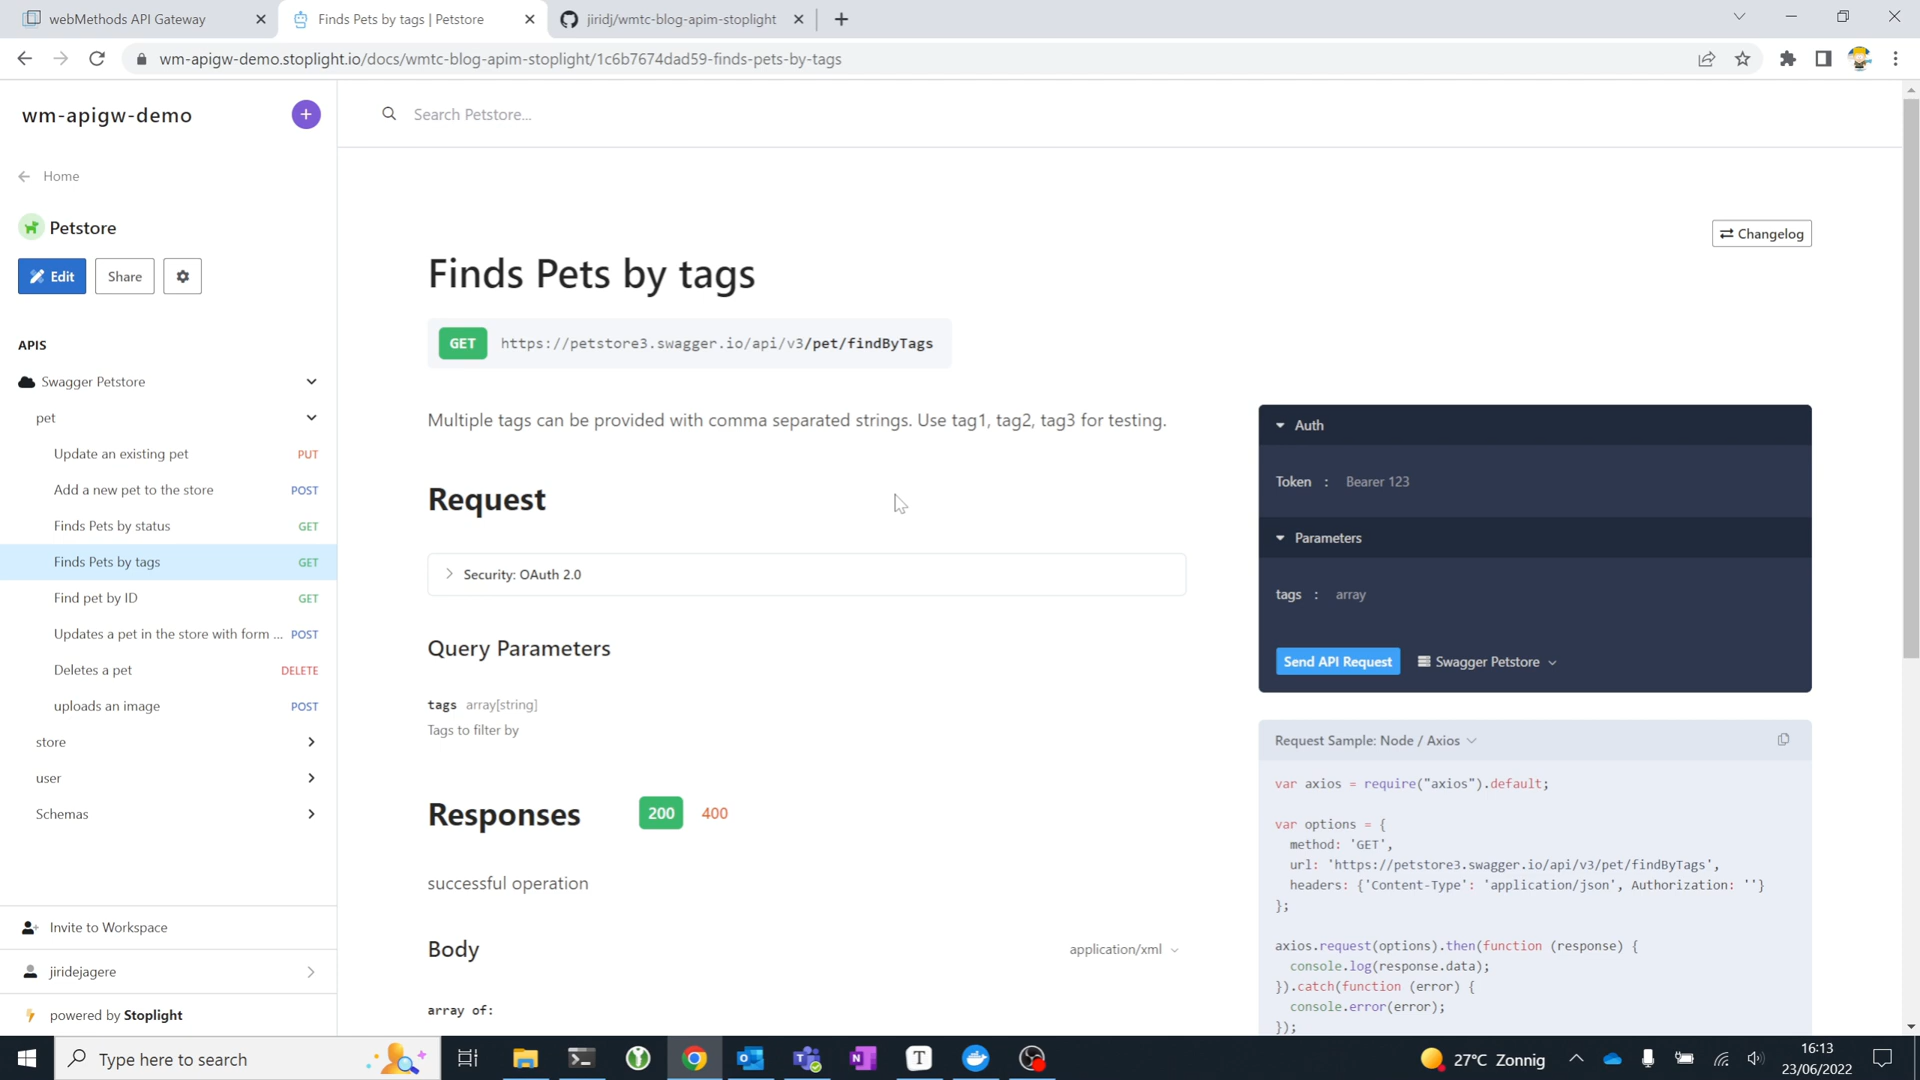 webMethods API Gateway
Finds Pets by tags | Petstore
jiridj/wmtc-blog-apim-stoplight
wm-apigw-demo.stoplight.io/docs/wmtc-blog-apim-stoplight/1c6b7674dad59-finds-pets-by-tags
wm-apigw-demo
Search Petstore...
Home
Petstore
Edit
Share
Changelog
Finds Pets by tags
GET https://petstore3.swagger.io/api/v3/pet/findByTags
Multiple tags can be provided with comma separated strings. Use tag1, tag2, tag3 for testing.
APIS
Swagger Petstore
pet
Update an existing pet PUT
Add a new pet to the store POST
Finds Pets by status GET
Finds Pets by tags GET
Find pet by ID GET
Updates a pet in the store with form ... POST
Deletes a pet DELETE
uploads an image POST
store
user
Schemas
Invite to Workspace
jiridejagere
powered by Stoplight
Request
Security: OAuth 2.0
Query Parameters
tags array[string]
Tags to filter by
Responses 200 400
successful operation
Body application/xml
array of:
Auth
Token : Bearer 123
Parameters
tags : array
Send API Request Swagger Petstore
Request Sample: Node / Axios
var axios = require("axios").default;
var options = {
method: 'GET',
url: 'https://petstore3.swagger.io/api/v3/pet/findByTags',
headers: {'Content-Type': 'application/json', Authorization: ''}
};
axios.request(options).then(function (response) {
console.log(response.data);
}).catch(function (error) {
console.error(error);
});
Type here to search
27°C Zonnig
16:13
23/06/2022